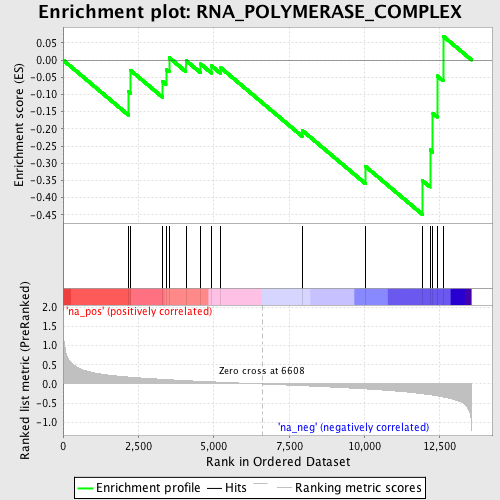 Enrichment plot: RNA_POLYMERASE_COMPLEX
Enrichment score (ES)
0.05
0.00
-0.05
-0.10
-0.15
-0.20
-0.25
-0.30
-0.35
-0.40
-0.45
Ranked list metric (PreRanked)
2.0
1.5
1.0
0.5
0.0
-0.5
-1.0
'na_pos' (positively correlated)
Zero cross at 6608
'na_neg' (negatively correlated)
0 2,500 5,000 7,500 10,000 12,500
Rank in Ordered Dataset
Enrichment profile Hits Ranking metric scores